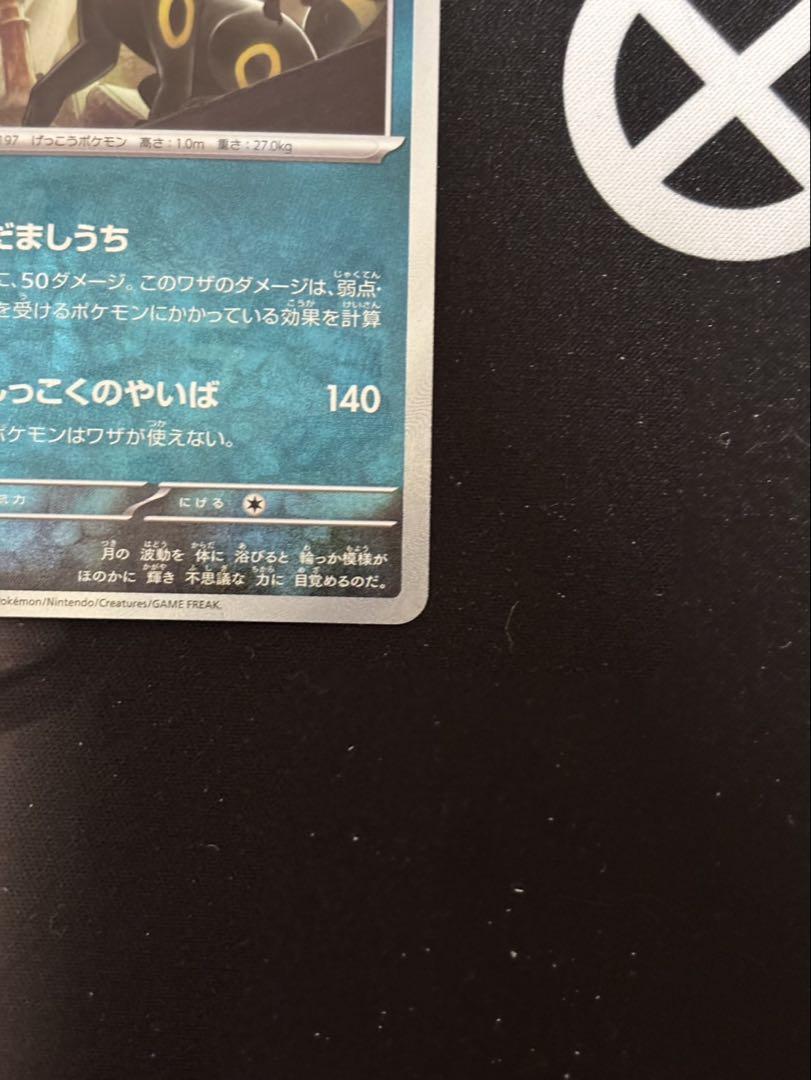 197 げっこうポケモン 高さ：1.0m 重さ：27.0kg
だましうち
に、50ダメージ。このワザのダメージは、弱点・
を受けるポケモンにかかっている効果を計算
しっこくのやいば 140
ポケモンはワザが使えない。
にげる
月の 波動を 体に 浴びると 輪っか模様が
ほのかに 輝き 不思議な 力に 目覚めるのだ。
Pokémon/Nintendo/Creatures/GAME FREAK.